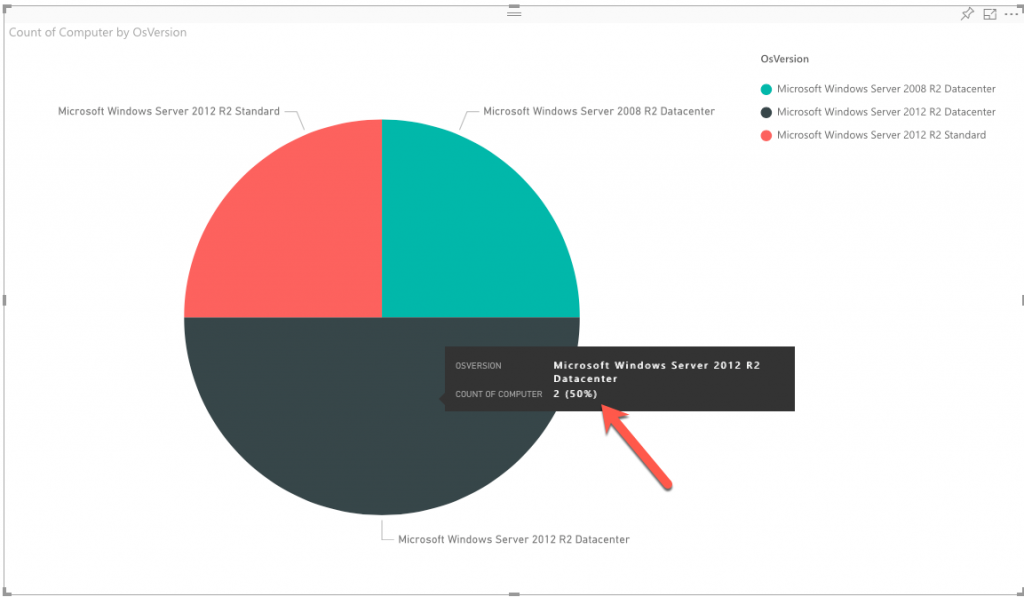 Count of Computer by OsVersion
OsVersion
Microsoft Windows Server 2008 R2 Datacenter
Microsoft Windows Server 2012 R2 Datacenter
Microsoft Windows Server 2012 R2 Standard
Microsoft Windows Server 2012 R2 Standard
Microsoft Windows Server 2008 R2 Datacenter
OSVERSION Microsoft Windows Server 2012 R2
Datacenter
COUNT OF COMPUTER 2 (50%)
Microsoft Windows Server 2012 R2 Datacenter